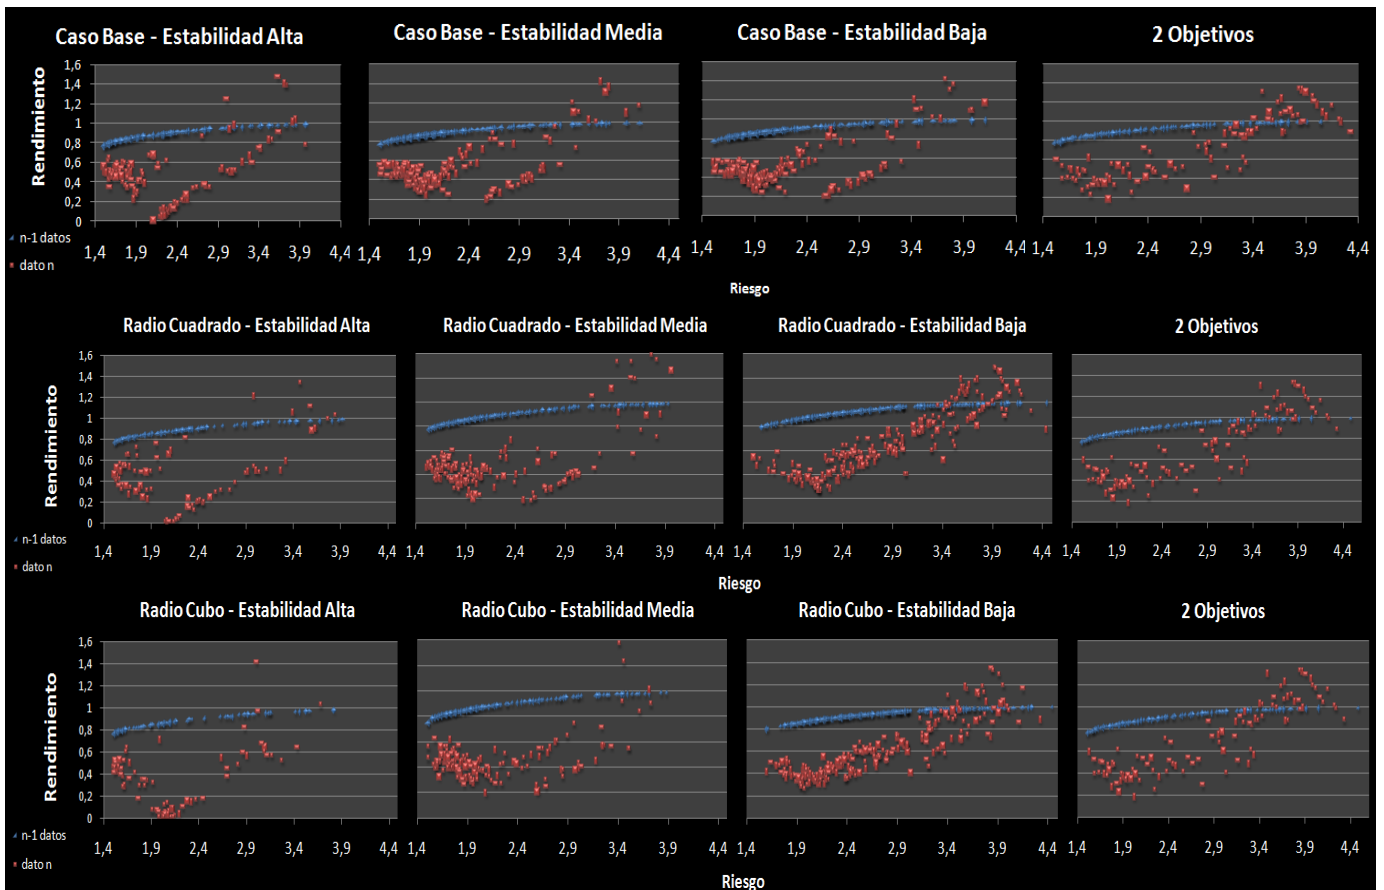 Caso Base - Estabilidad Alta
Caso Base - Estabilidad Media
Caso Base - Estabilidad Baja
2 Objetivos
Rendimiento
1,6
1,4
1,2
1
0,8
0,6
0,4
0,2
0
n-1 datos
dato n
1,4 1,9 2,4 2,9 3,4 3,9 4,4
1,4 1,9 2,4 2,9 3,4 3,9 4,4
1,4 1,9 2,4 2,9 3,4 3,9 4,4
1,4 1,9 2,4 2,9 3,4 3,9 4,4
Riesgo
Radio Cuadrado - Estabilidad Alta
Radio Cuadrado - Estabilidad Media
Radio Cuadrado - Estabilidad Baja
2 Objetivos
Rendimiento
1,6
1,4
1,2
1
0,8
0,6
0,4
0,2
0
n-1 datos
dato n
1,4 1,9 2,4 2,9 3,4 3,9 4,4
1,4 1,9 2,4 2,9 3,4 3,9 4,4
1,4 1,9 2,4 2,9 3,4 3,9 4,4
1,4 1,9 2,4 2,9 3,4 3,9 4,4
Riesgo
Radio Cubo - Estabilidad Alta
Radio Cubo - Estabilidad Media
Radio Cubo - Estabilidad Baja
2 Objetivos
Rendimiento
1,6
1,4
1,2
1
0,8
0,6
0,4
0,2
0
n-1 datos
dato n
1,4 1,9 2,4 2,9 3,4 3,9 4,4
1,4 1,9 2,4 2,9 3,4 3,9 4,4
1,4 1,9 2,4 2,9 3,4 3,9 4,4
1,4 1,9 2,4 2,9 3,4 3,9 4,4
Riesgo